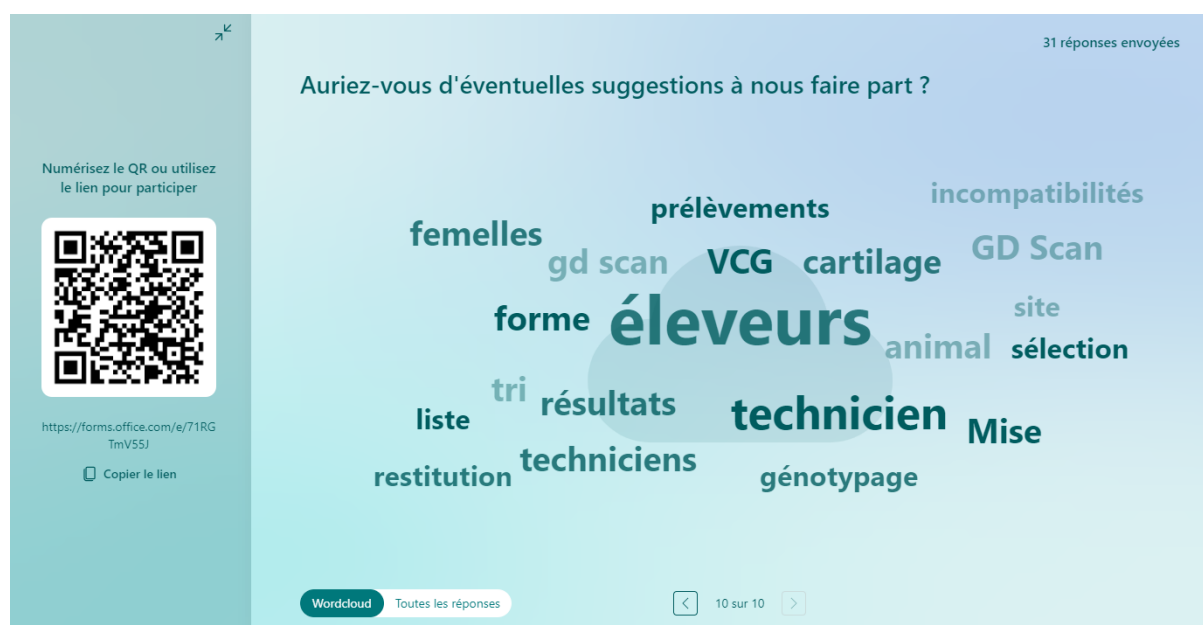 31 réponses envoyées
Auriez-vous d'éventuelles suggestions à nous faire part ?
Numérisez le QR ou utilisez
le lien pour participer
https://forms.office.com/e/71RG
TmV55J
Copier le lien
incompatibilités
prélèvements
femelles
GD Scan
gd scan
VCG
cartilage
site
forme
éleveurs
animal
sélection
tri
résultats
liste
technicien
Mise
techniciens
restitution
génotypage
Wordcloud
Toutes les réponses
10 sur 10